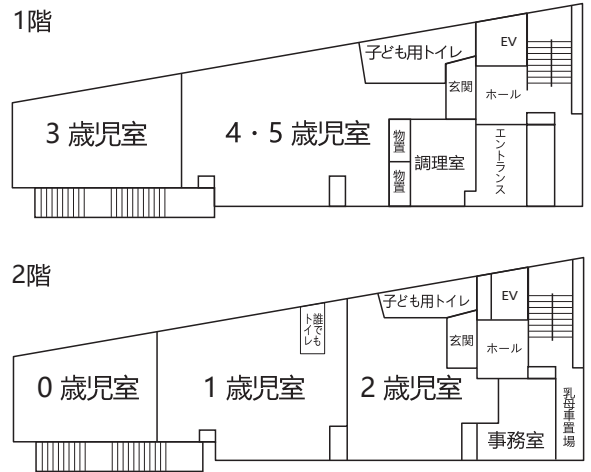 1階
子ども用トイレ
EV
玄関
ホール
3歳児室
4・5歳児室
物置
物置
調理室
エントランス
2階
子ども用トイレ
EV
誰でも
トイレ
玄関
ホール
0歳児室
1歳児室
2歳児室
事務室
乳母車置場